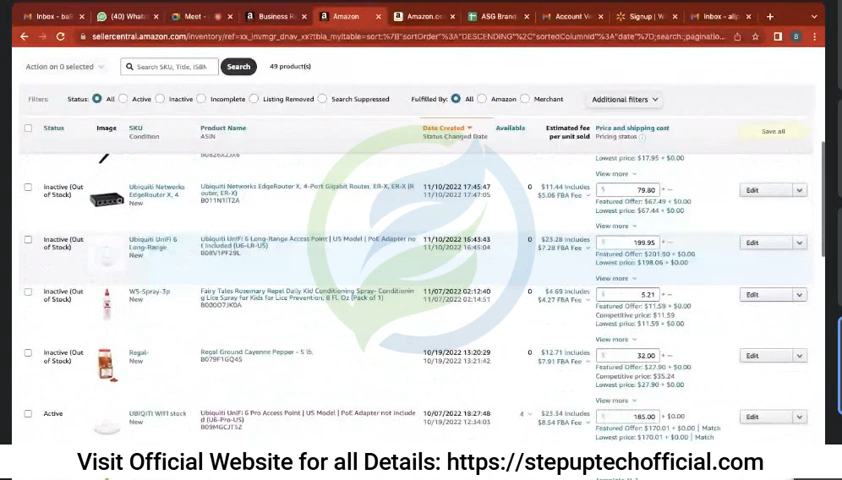 Inbox - ba
(40) Whats
Meet -
Business R
Amazon
Amazon.co
ASG Branc
Account V
Signup | W
Inbox - alip
sellercentral.amazon.com/inventory/ref=xx_invmgr_dnav_xx?tbla_myitable=sort:%7B"sortOrder"%3A"DESCENDING"%2C"sortedColumnId"%3A"date"%7D;search:;paginatio...
Action on 0 selected
Search SKU, Title, ISBN
Search
49 product(s)
Filters:
Status: All Active Inactive Incomplete Listing Removed Search Suppressed
Fulfilled By: All Amazon Merchant
Additional filters
Status
Image
SKU
Condition
Product Name
ASIN
Date Created
Status Changed Date
Available
Estimated fee
per unit sold
Price and shipping cost
Pricing status
Save all
Lowest price: $17.95 + $0.00
View more
Inactive (Out
of Stock)
Ubiquiti Networks
EdgeRouter X, 4
New
Ubiquiti Networks EdgeRouter X, 4-Port Gigabit Router, ER-X, ER-X (R
outer, ER-X)
B011N1IT2A
11/10/2022 17:45:47
11/10/2022 17:47:05
0
$11.44 Includes
$5.06 FBA Fee
$ 79.80 + --
Featured Offer: $67.49 + $0.00
Lowest price: $67.44 + $0.00
View more
Edit
Inactive (Out
of Stock)
Ubiquiti UniFi 6
Long-Range
New
Ubiquiti UniFi 6 Long-Range Access Point | US Model | PoE Adapter no
t Included (U6-LR-US)
B08V1PF29L
11/10/2022 16:43:43
11/10/2022 16:45:04
0
$23.28 Includes
$7.28 FBA Fee
$ 199.95 + --
Featured Offer: $201.50 + $0.00
Lowest price: $198.06 + $0.00
View more
Edit
Inactive (Out
of Stock)
WS-Spray-3p
New
Fairy Tales Rosemary Repel Daily Kid Conditioning Spray- Conditionin
g Lice Spray for Kids for Lice Prevention, 8 Fl. Oz (Pack of 1)
B000O7JK0A
11/07/2022 02:12:40
11/07/2022 02:14:51
0
$4.69 Includes
$4.27 FBA Fee
$ 5.21 + --
Featured Offer: $11.59 + $0.00
Competitive price: $11.59
Lowest price: $11.59 + $0.00
View more
Edit
Inactive (Out
of Stock)
Regal-
New
Regal Ground Cayenne Pepper - 5 lb.
B079F1GQ4S
10/19/2022 13:20:29
10/19/2022 13:21:42
0
$12.71 Includes
$7.91 FBA Fee
$ 32.00 + --
Featured Offer: $27.90 + $0.00
Competitive price: $35.24
Lowest price: $27.90 + $0.00
View more
Edit
Active
UBIQITI WIFI stock
New
Ubiquiti UniFi 6 Pro Access Point | US Model | PoE Adapter not include
d (U6-Pro-US)
B09MGCJT5Z
10/07/2022 18:27:48
10/19/2022 12:34:03
4
$23.34 Includes
$8.54 FBA Fee
$ 185.00 + $0.00
Featured Offer: $170.01 + $0.00 | Match
Lowest price: $170.01 + $0.00 | Match
Edit
Visit Official Website for all Details: https://stepuptechofficial.com